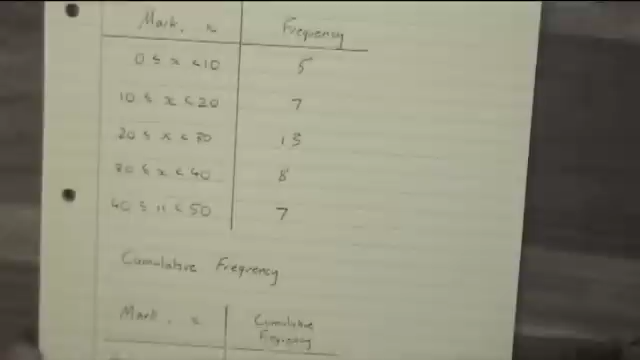 Mark, x Frequency
0 ≤ x < 10 5
10 ≤ x < 20 7
20 ≤ x < 30 13
30 ≤ x < 40 8
40 ≤ x < 50 7
Cumulative Frequency
Mark, x Cumulative
Frequency